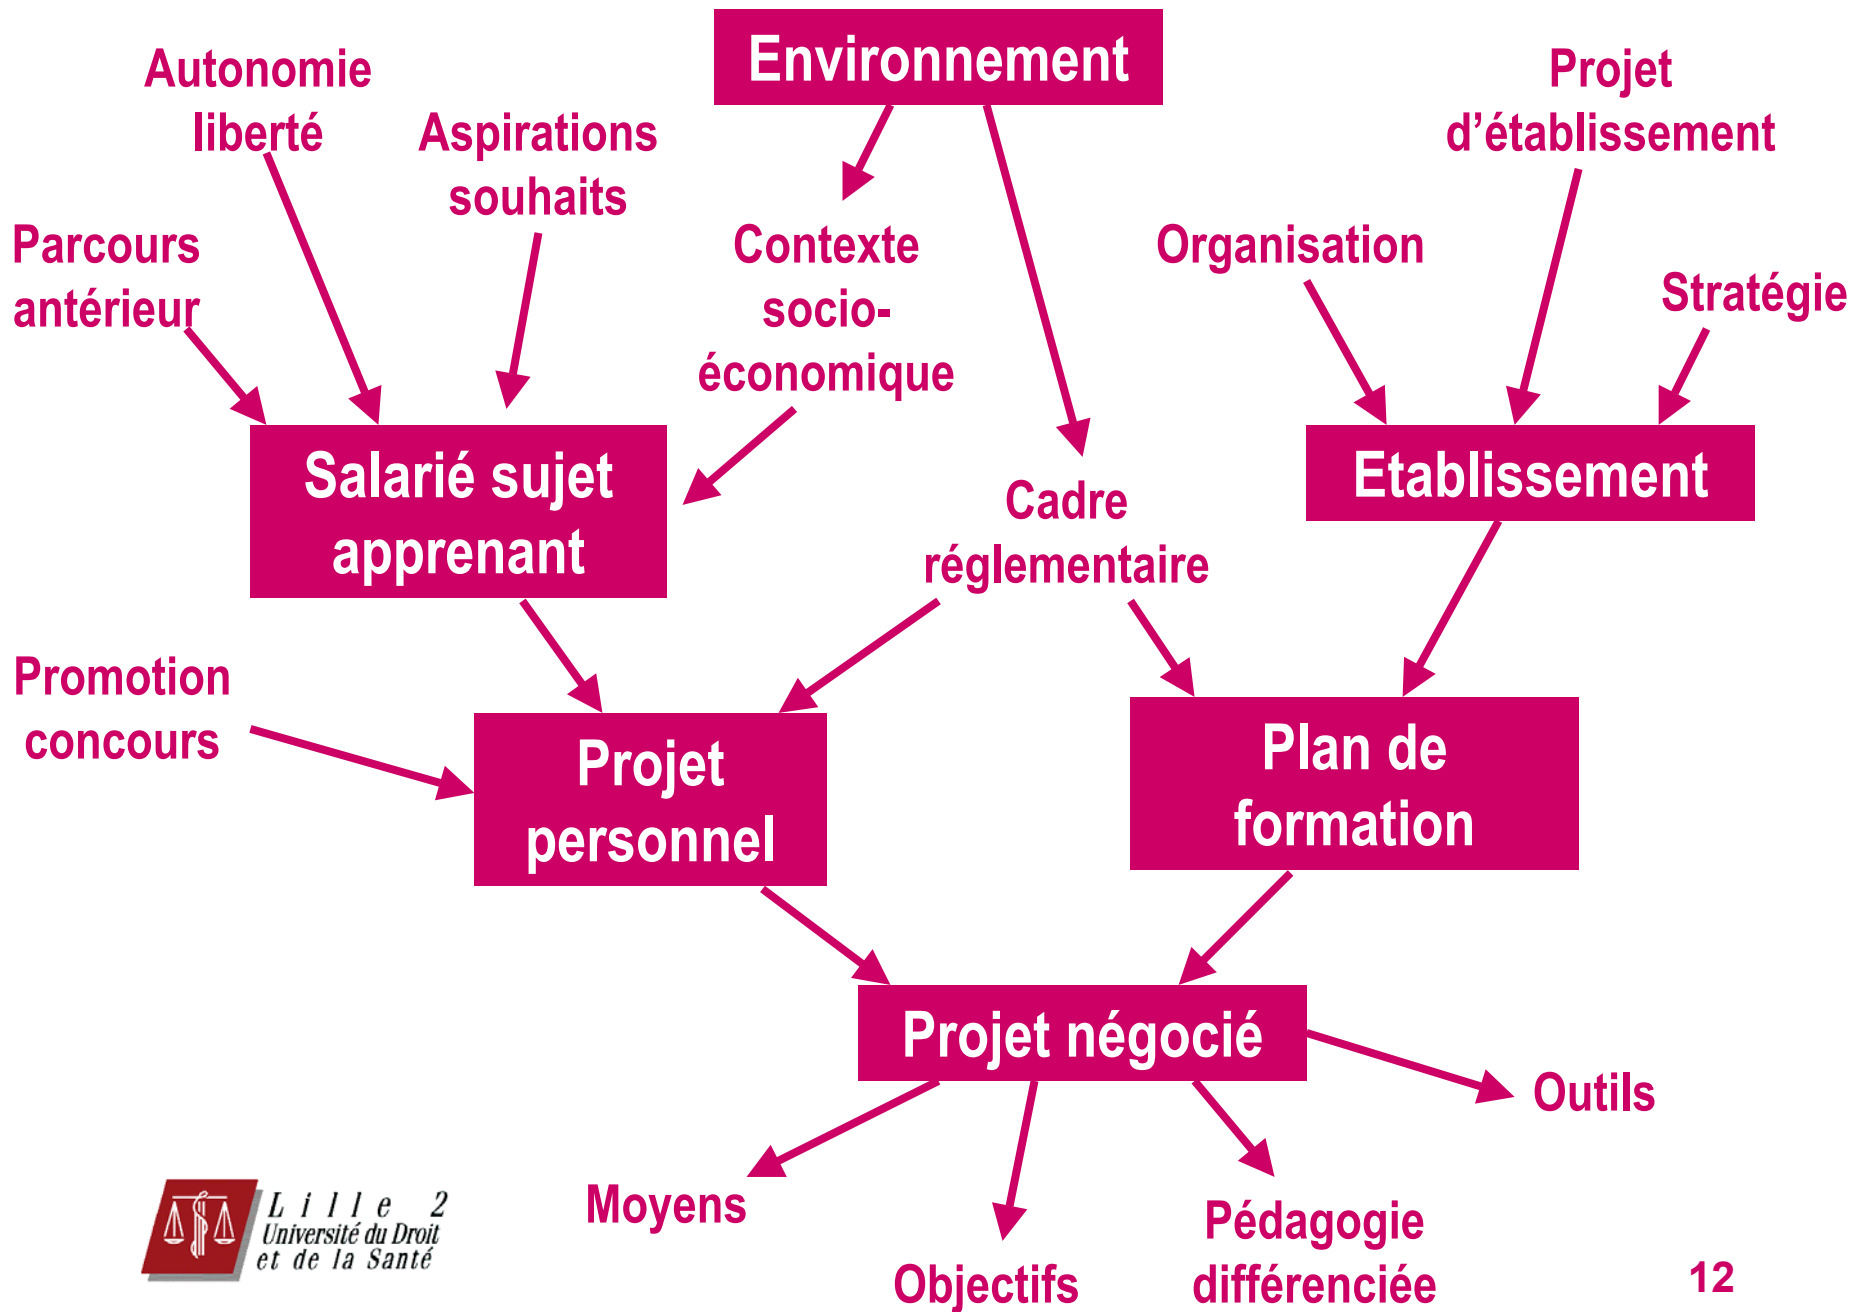 Environnement
Autonomie
liberté
Aspirations
souhaits
Projet
d’établissement
Parcours
antérieur
Contexte
socio-
économique
Organisation
Stratégie
Salarié sujet
apprenant
Cadre
réglementaire
Etablissement
Promotion
concours
Projet
personnel
Plan de
formation
Projet négocié
Outils
Moyens
Objectifs
Pédagogie
différenciée
Lille 2
Université du Droit
et de la Santé
12